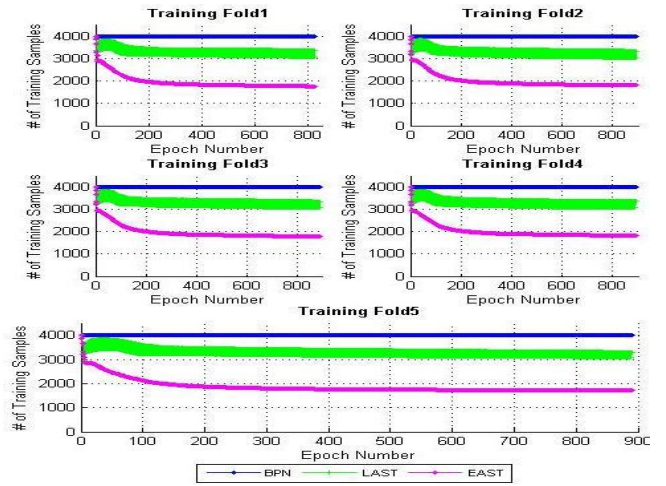 Training Fold1
# of Training Samples
4000
3000
2000
1000
0
0 200 400 600 800
Epoch Number
Training Fold2
# of Training Samples
4000
3000
2000
1000
0
0 200 400 600 800
Epoch Number
Training Fold3
# of Training Samples
4000
3000
2000
1000
0
0 200 400 600 800
Epoch Number
Training Fold4
# of Training Samples
4000
3000
2000
1000
0
0 200 400 600 800
Epoch Number
Training Fold5
# of Training Samples
4000
3000
2000
1000
0
0 100 200 300 400 500 600 700 800 900
Epoch Number
BPN LAST EAST